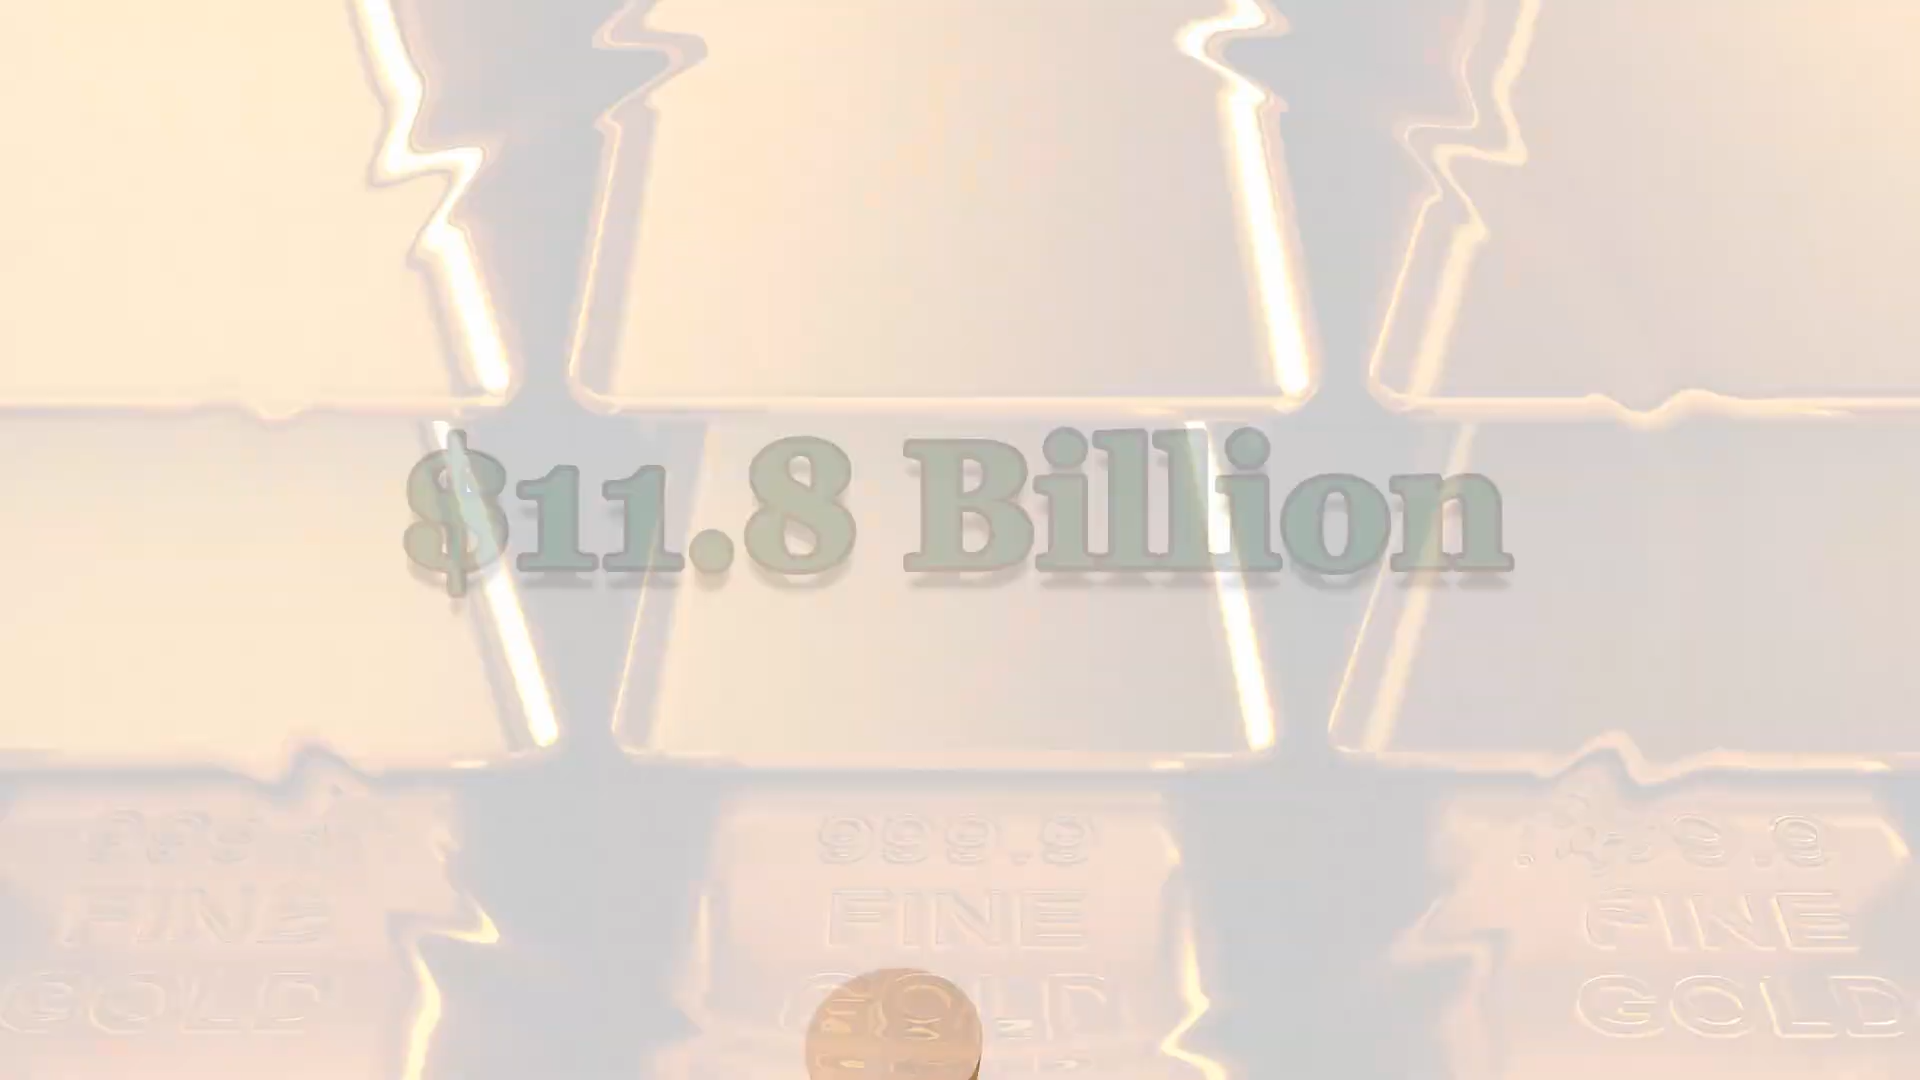 $11.8 Billion
999.9
FINE
GOLD
FINE
GOLD
FINE
GOLD